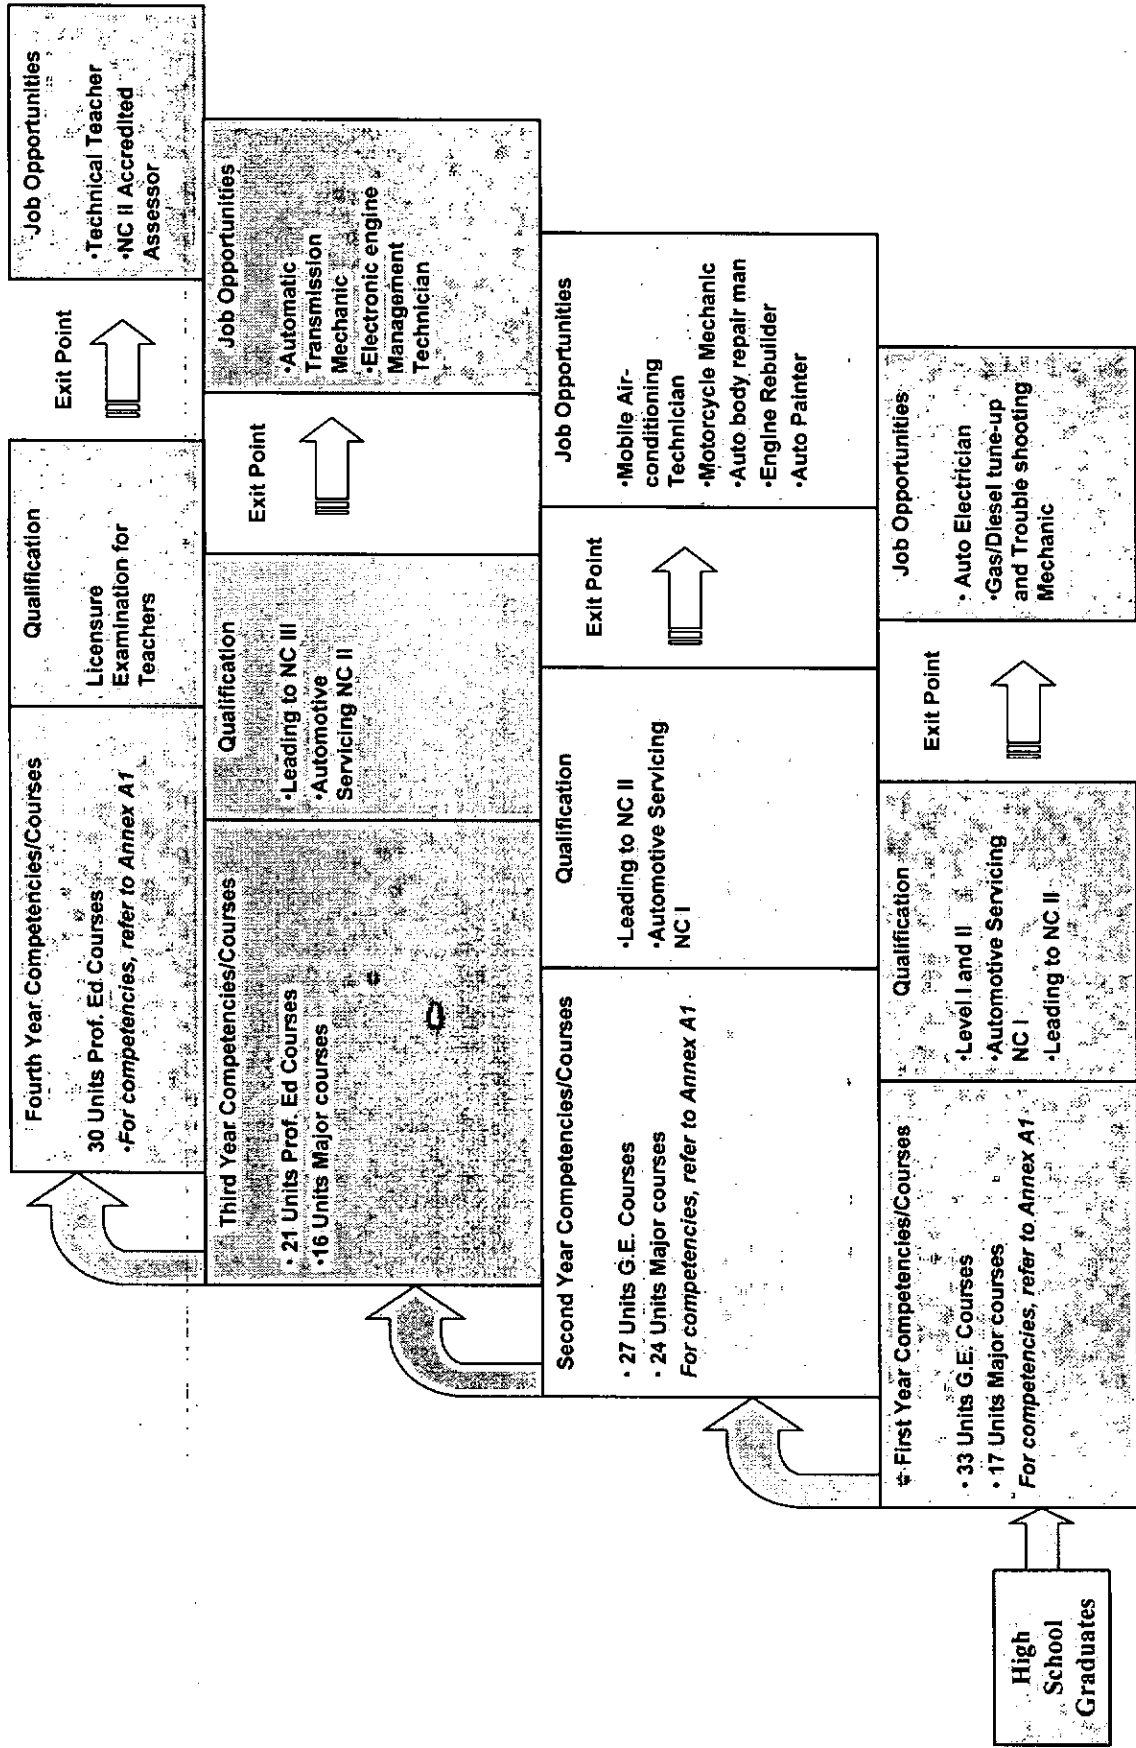 Fourth Year Competencies/Courses
30 Units Prof. Ed. Courses
•For competencies, refer to Annex A1
Qualification
Licensure
Examination for
Teachers
Exit Point
Job Opportunities
•Technical Teacher
•NC II Accredited
Assessor
Third Year Competencies/Courses
• 21 Units Prof. Ed Courses
•16 Units Major courses
Qualification
•Leading to NC III
•Automotive
Servicing NC II
Exit Point
Job Opportunities
•Automatic
Transmission
Mechanic
•Electronic engine
Management
Technician
Second Year Competencies/Courses
• 27 Units G.E. Courses
• 24 Units Major courses
For competencies, refer to Annex A1
Qualification
•Leading to NC II
•Automotive Servicing
NC I
Exit Point
Job Opportunities
•Mobile Air-
conditioning
Technician
•Motorcycle Mechanic
•Auto body repair man
•Engine Rebuilder
•Auto Painter
First Year Competencies/Courses
• 33 Units G.E. Courses
• 17 Units Major courses
For competencies, refer to Annex A1
Qualification
•Level I and II
•Automotive Servicing
NC I
•Leading to NC II
Exit Point
Job Opportunities
• Auto Electrician
•Gas/Diesel tune-up
and Trouble shooting
Mechanic
High
School
Graduates